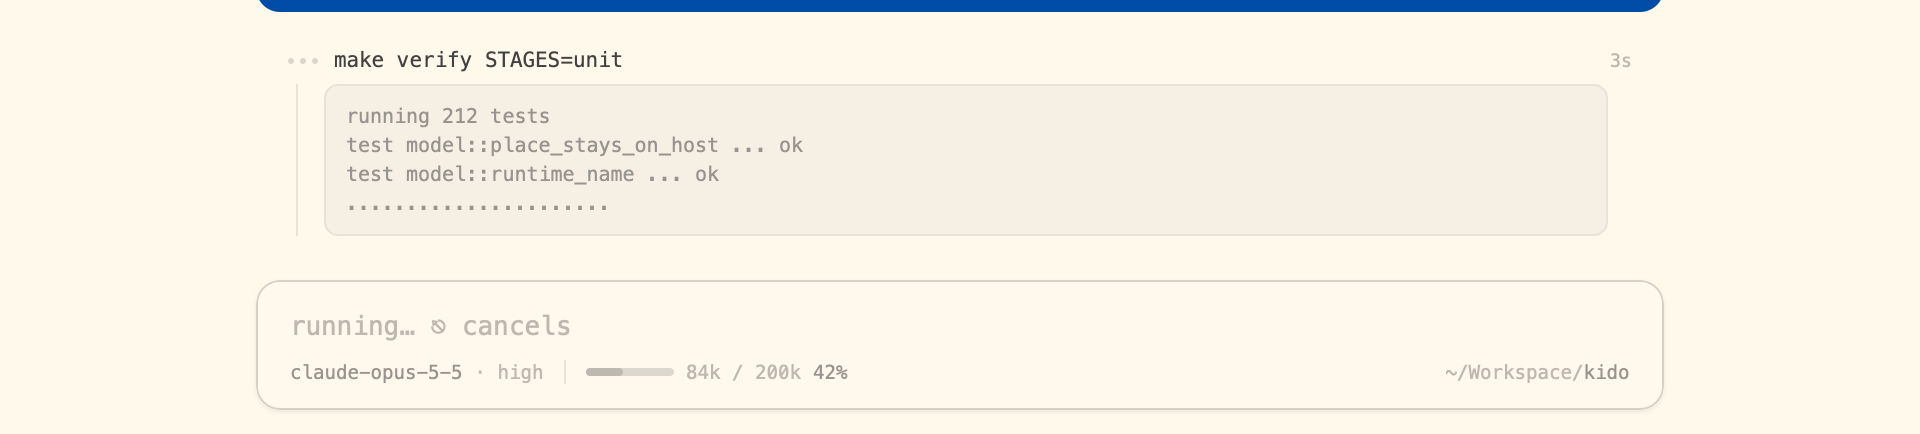 make verify STAGES=unit 3s
running 212 tests
test model::place_stays_on_host ... ok
test model::runtime_name ... ok
......................
running… ⎋ cancels
claude-opus-5-5 · high 84k / 200k 42% ~/Workspace/kido